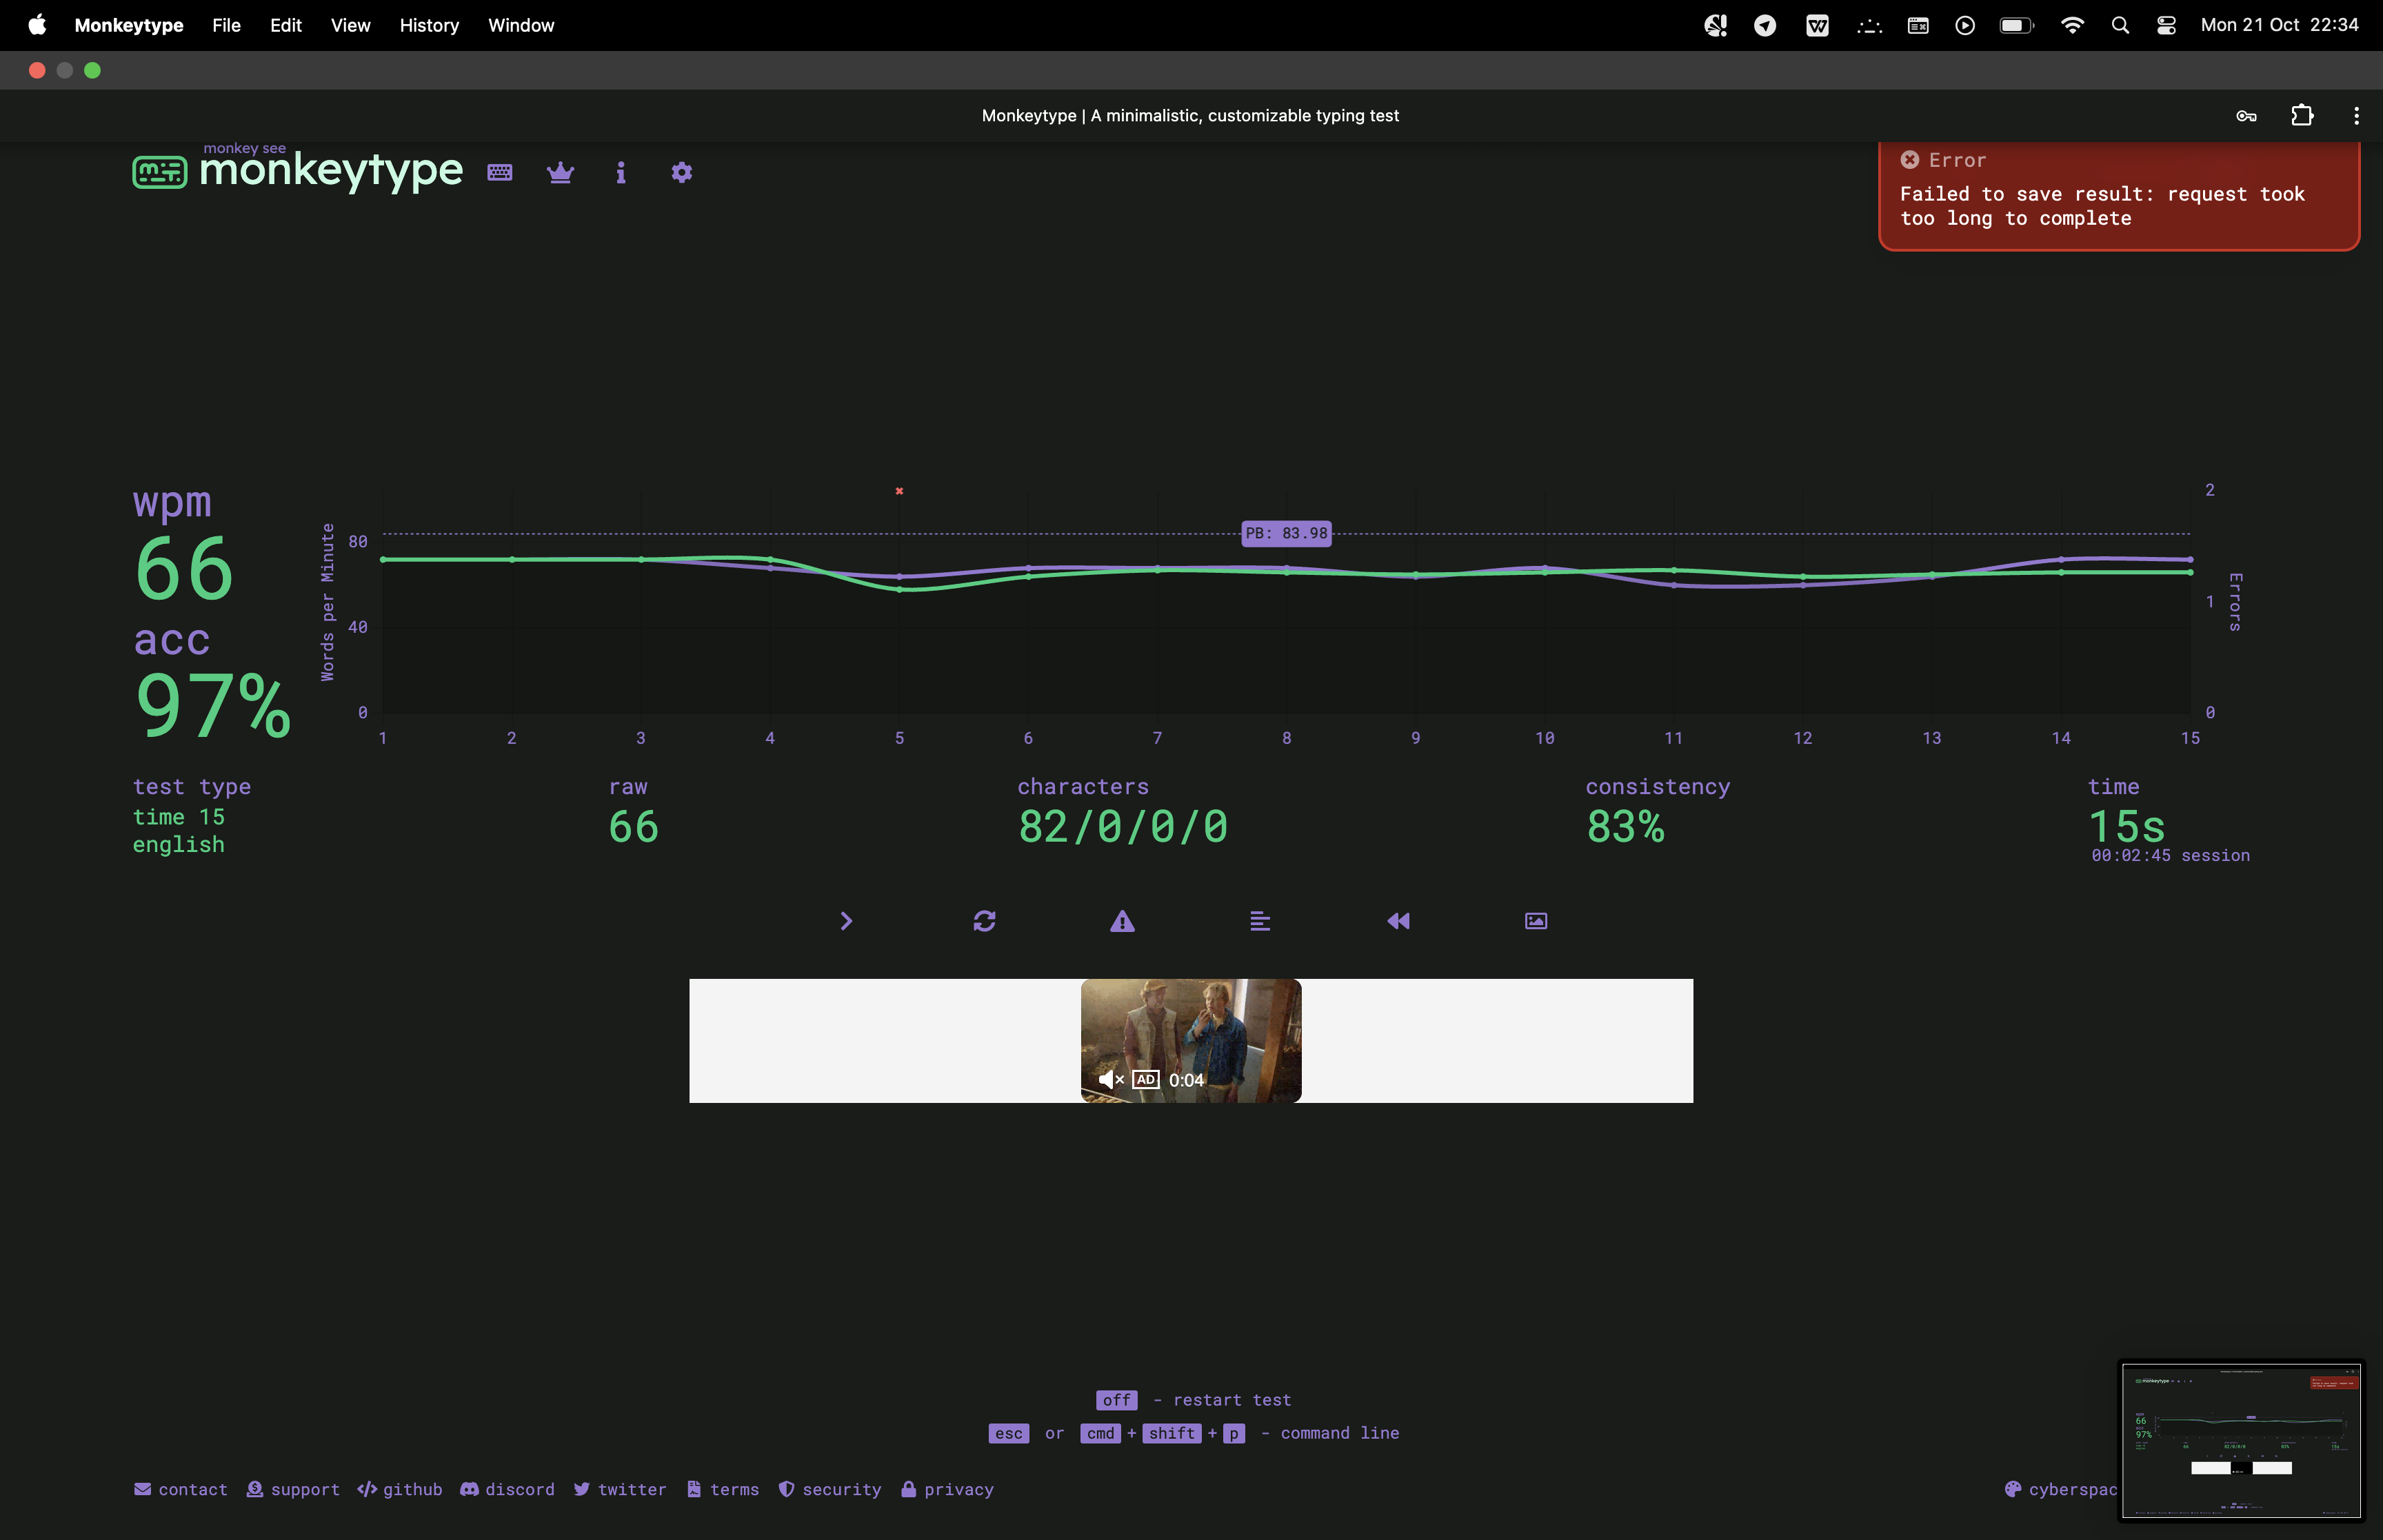 Monkeytype File Edit View History Window Mon 21 Oct 22:34
Monkeytype | A minimalistic, customizable typing test
monkey see
monkeytype
Error
Failed to save result: request took
too long to complete
wpm
66
acc
97%
Words per Minute
80
40
0
PB: 83.98
2
1
0
Errors
1 2 3 4 5 6 7 8 9 10 11 12 13 14 15
test type
time 15
english
raw
66
characters
82/0/0/0
consistency
83%
time
15s
00:02:45 session
AD 0:04
off - restart test
esc or cmd + shift + p - command line
contact support github discord twitter terms security privacy cyberspac